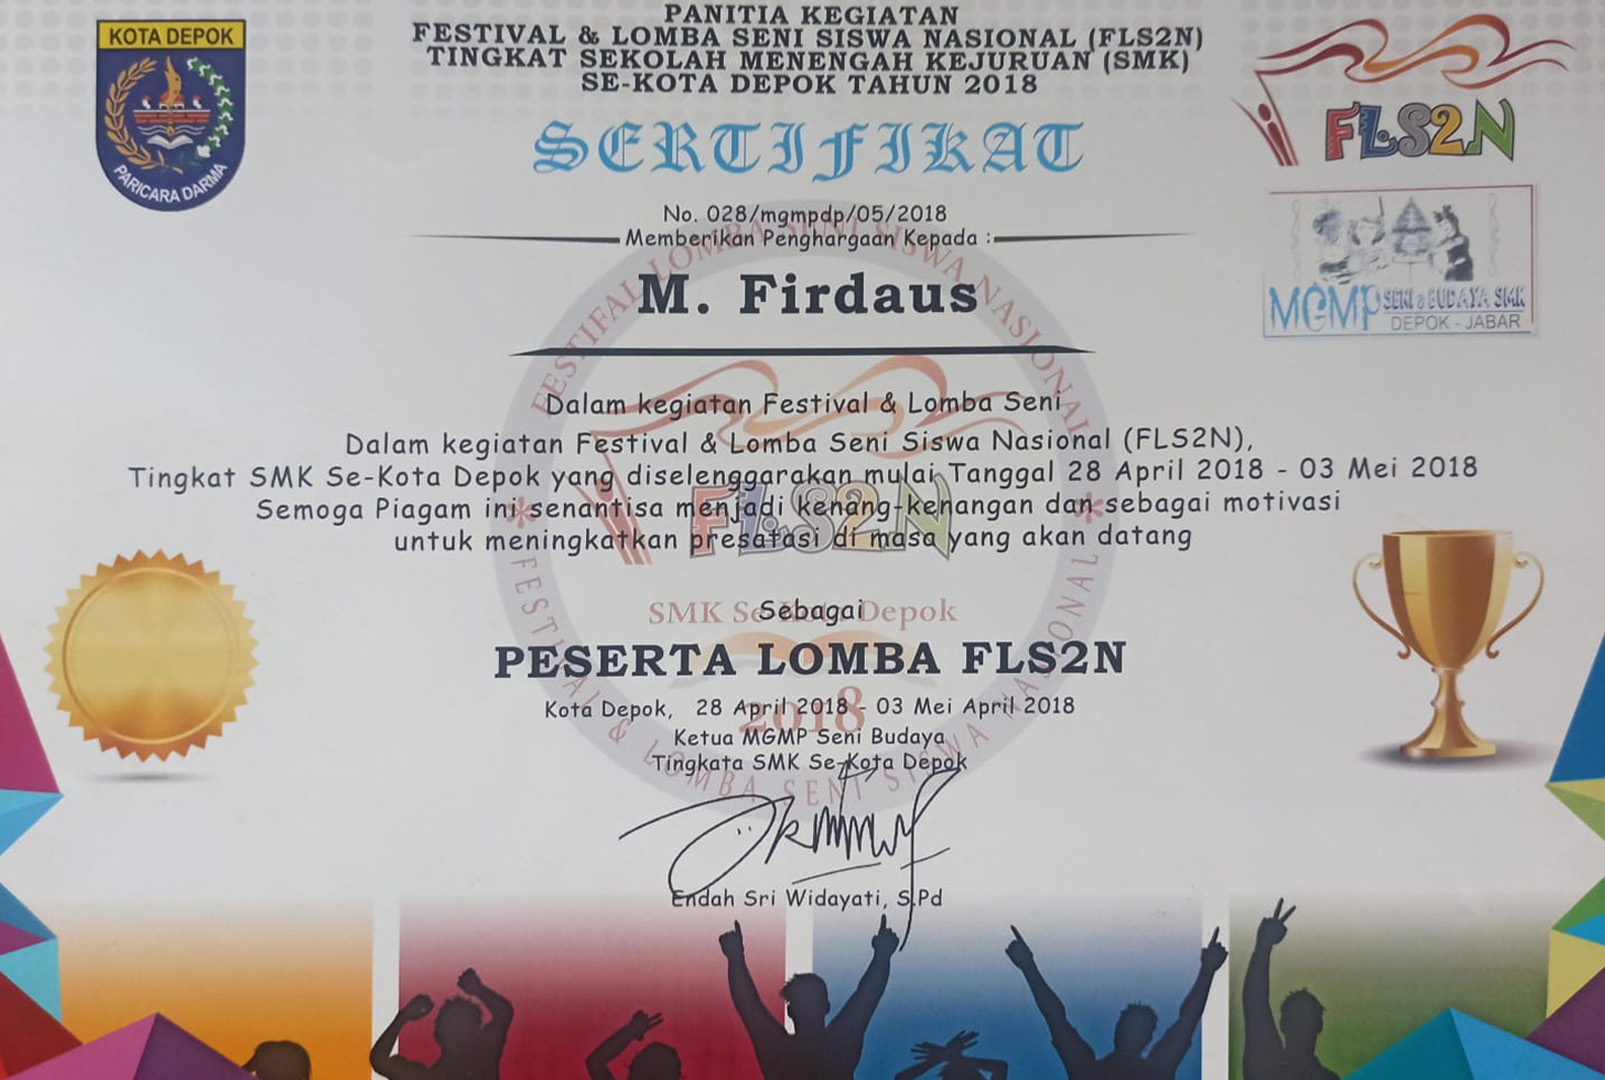 KOTA DEPOK
PARICARA DARMA
PANITIA KEGIATAN
FESTIVAL & LOMBA SENI SISWA NASIONAL (FLS2N)
TINGKAT SEKOLAH MENENGAH KEJURUAN (SMK)
SE-KOTA DEPOK TAHUN 2018
FLS2N
MGMP SENI & BUDAYA SMK
DEPOK - JABAR
SERTIFIKAT
No. 028/mgmpdp/05/2018
Memberikan Penghargaan Kepada :
M. Firdaus
Dalam kegiatan Festival & Lomba Seni
Dalam kegiatan Festival & Lomba Seni Siswa Nasional (FLS2N),
Tingkat SMK Se-Kota Depok yang diselenggarakan mulai Tanggal 28 April 2018 - 03 Mei 2018
Semoga Piagam ini senantisa menjadi kenang-kenangan dan sebagai motivasi
untuk meningkatkan presatasi di masa yang akan datang
Sebagai
PESERTA LOMBA FLS2N
Kota Depok, 28 April 2018 - 03 Mei April 2018
Ketua MGMP Seni Budaya
Tingkata SMK Se-Kota Depok
Endah Sri Widayati, S.Pd
FESTIFAL LOMBA SENI SISWA NASIONAL
* FESTIVAL & LOMBA SENI SISWA NASIONAL *
FLS2N
SMK Se-Kota Depok
2018